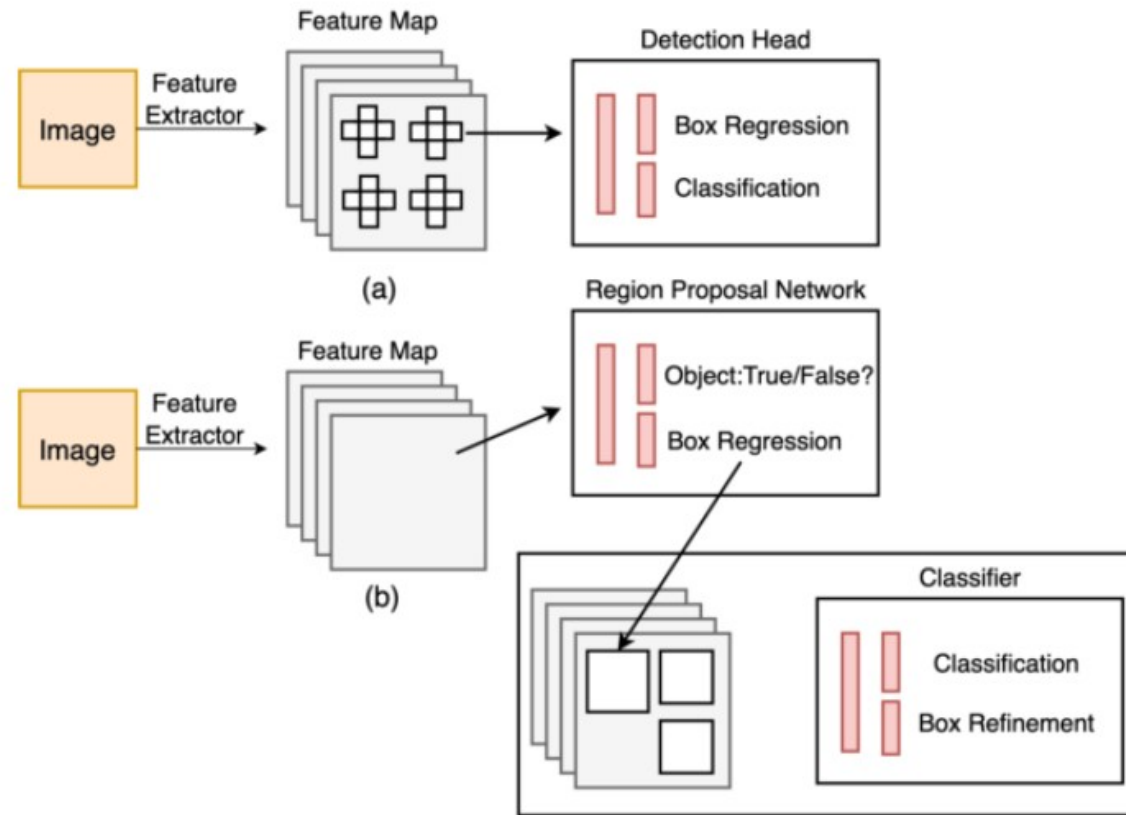 Feature Map
Detection Head
Image
Feature
Extractor
Box Regression
Classification
(a)
Region Proposal Network
Feature Map
Image
Feature
Extractor
Object:True/False?
Box Regression
(b)
Classifier
Classification
Box Refinement